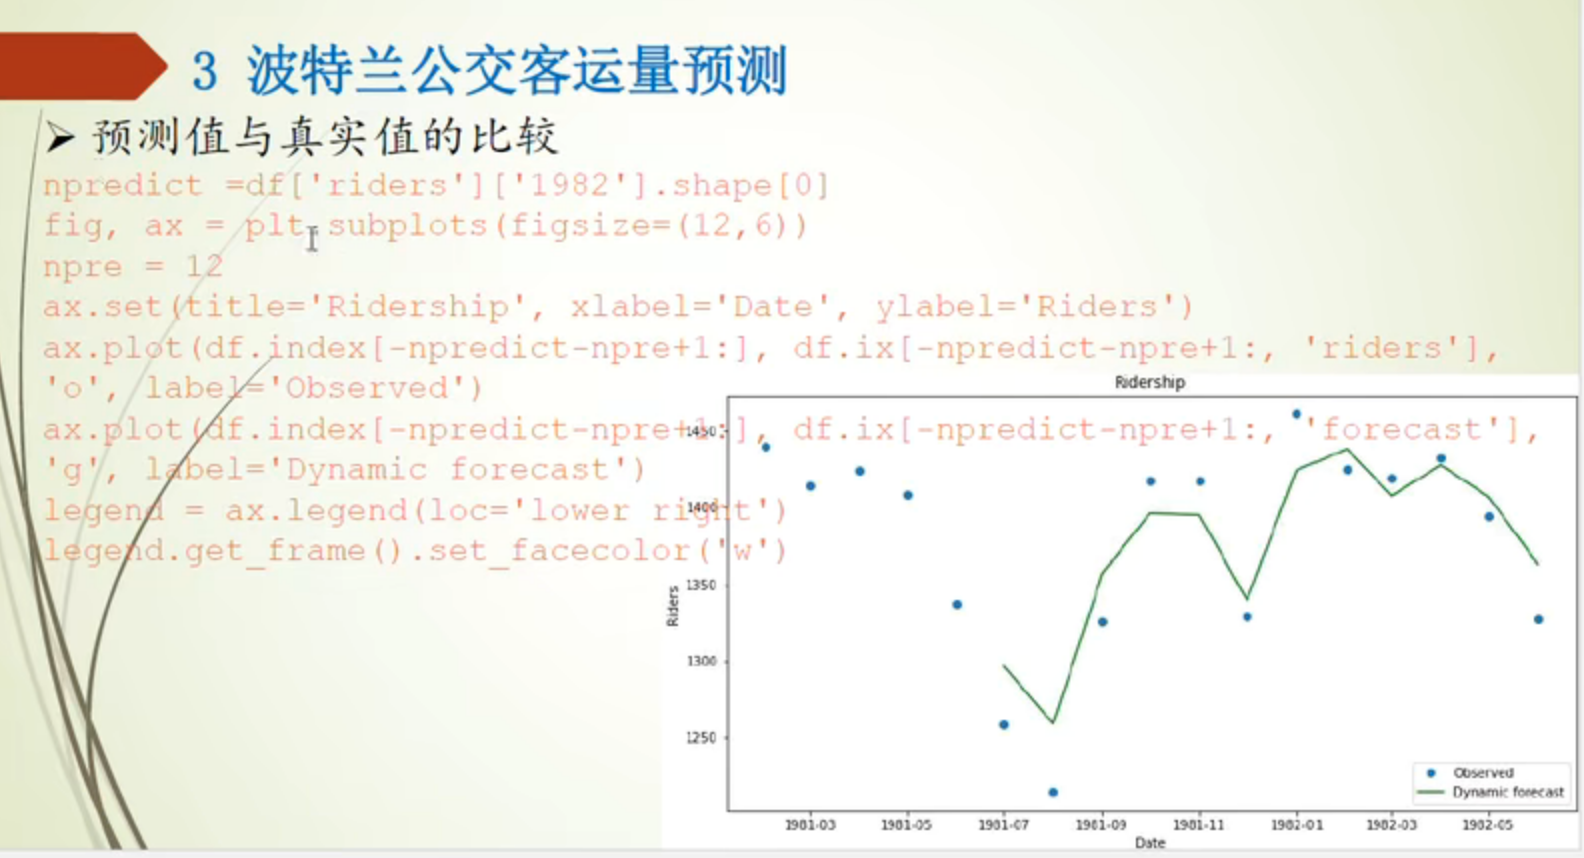 3 波特兰公交客运量预测
➤ 预测值与真实值的比较
npredict =df['riders']['1982'].shape[0]
fig, ax = plt.subplots(figsize=(12,6))
npre = 12
ax.set(title='Ridership', xlabel='Date', ylabel='Riders')
ax.plot(df.index[-npredict-npre+1:], df.ix[-npredict-npre+1:, 'riders'],
'o', label='Observed')
ax.plot(df.index[-npredict-npre+1:], df.ix[-npredict-npre+1:, 'forecast'],
'g', label='Dynamic forecast')
legend = ax.legend(loc='lower right')
legend.get_frame().set_facecolor('w')
Ridership
1450
1400
1350
1300
1250
Riders
Observed
Dynamic forecast
1981-03 1981-05 1981-07 1981-09 1981-11 1982-01 1982-03 1982-05
Date